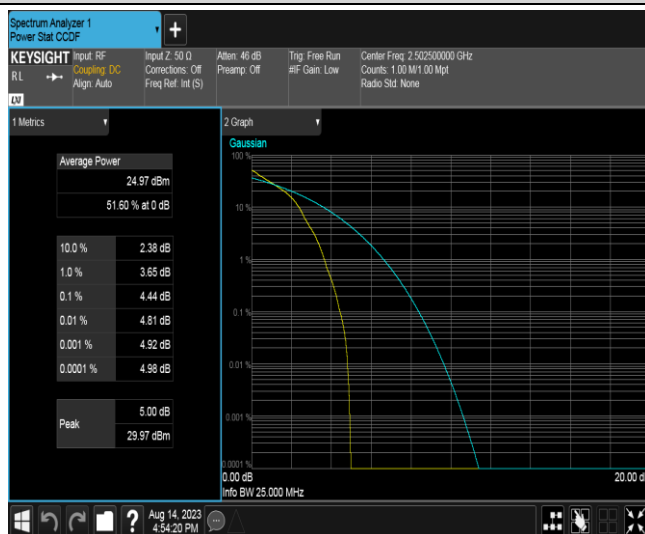 Spectrum Analyzer 1
Power Stat CCDF
KEYSIGHT
RL
LXI
Input: RF
Coupling: DC
Align: Auto
Input Z: 50 Ω
Corrections: Off
Freq Ref: Int (S)
Atten: 46 dB
Preamp: Off
Trig: Free Run
#IF Gain: Low
Center Freq: 2.502500000 GHz
Counts: 1.00 M/1.00 Mpt
Radio Std: None
1 Metrics
Average Power
24.97 dBm
51.60 % at 0 dB
10.0 % 2.38 dB
1.0 % 3.65 dB
0.1 % 4.44 dB
0.01 % 4.81 dB
0.001 % 4.92 dB
0.0001 % 4.98 dB
Peak
5.00 dB
29.97 dBm
2 Graph
Gaussian
100 %
10 %
1 %
0.1 %
0.01 %
0.001 %
0.0001 %
0.00 dB
20.00 d
Info BW 25.000 MHz
?
Aug 14, 2023
4:54:20 PM